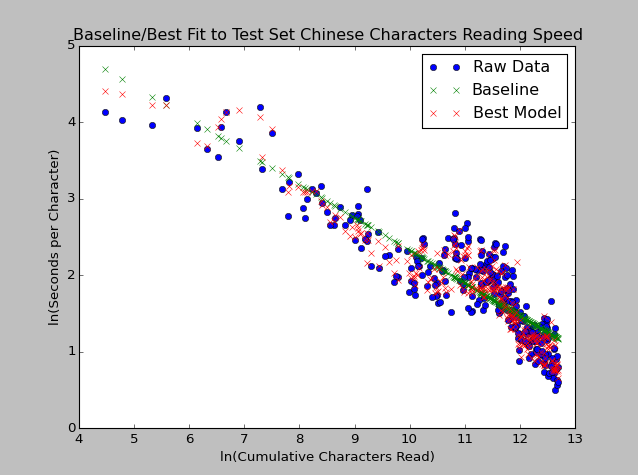 Baseline/Best Fit to Test Set Chinese Characters Reading Speed
Raw Data
Baseline
Best Model
ln(Seconds per Character)
5
4
3
2
1
0
4 5 6 7 8 9 10 11 12 13
ln(Cumulative Characters Read)